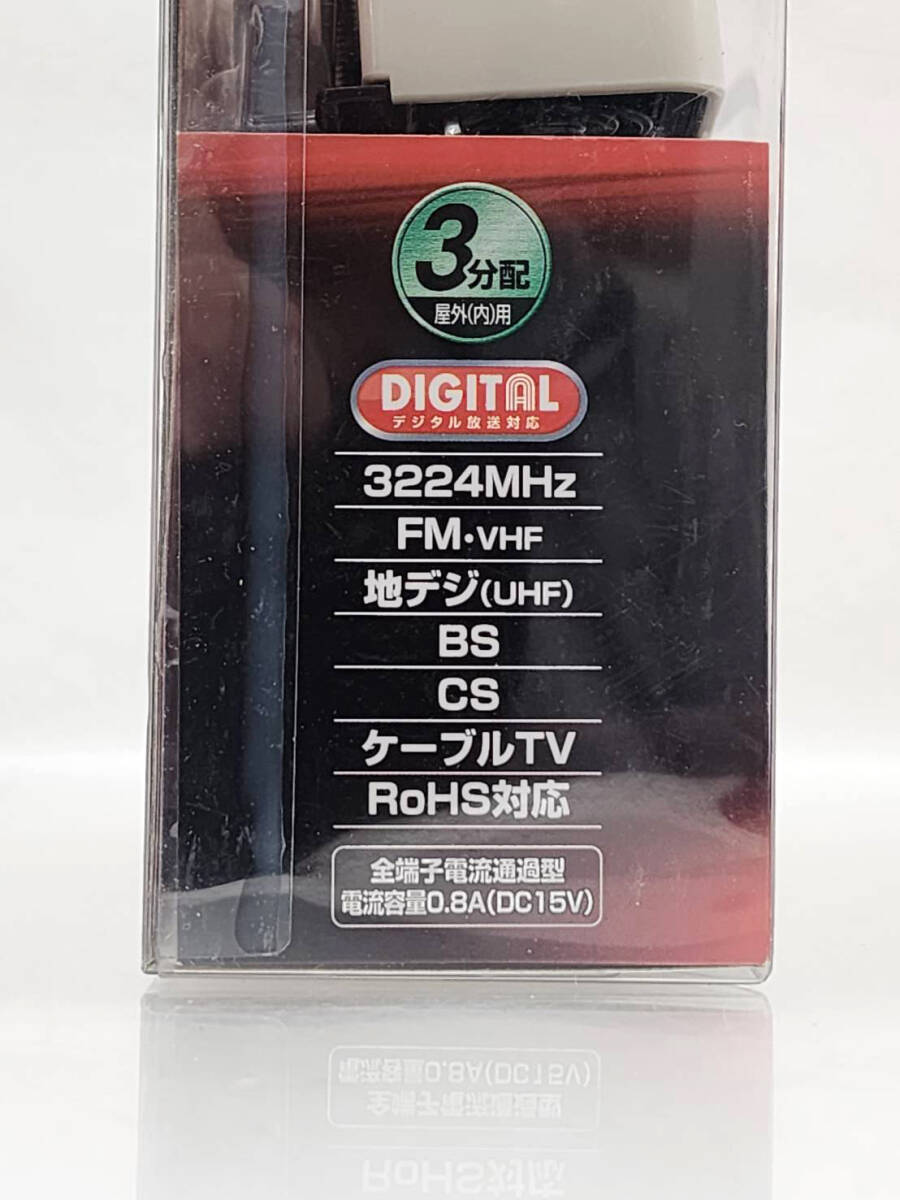 3分配
屋外(内)用
DIGITAL
デジタル放送対応
3224MHz
FM・VHF
地デジ(UHF)
BS
CS
ケーブルTV
RoHS対応
全端子電流通過型
電流容量0.8A(DC15V)